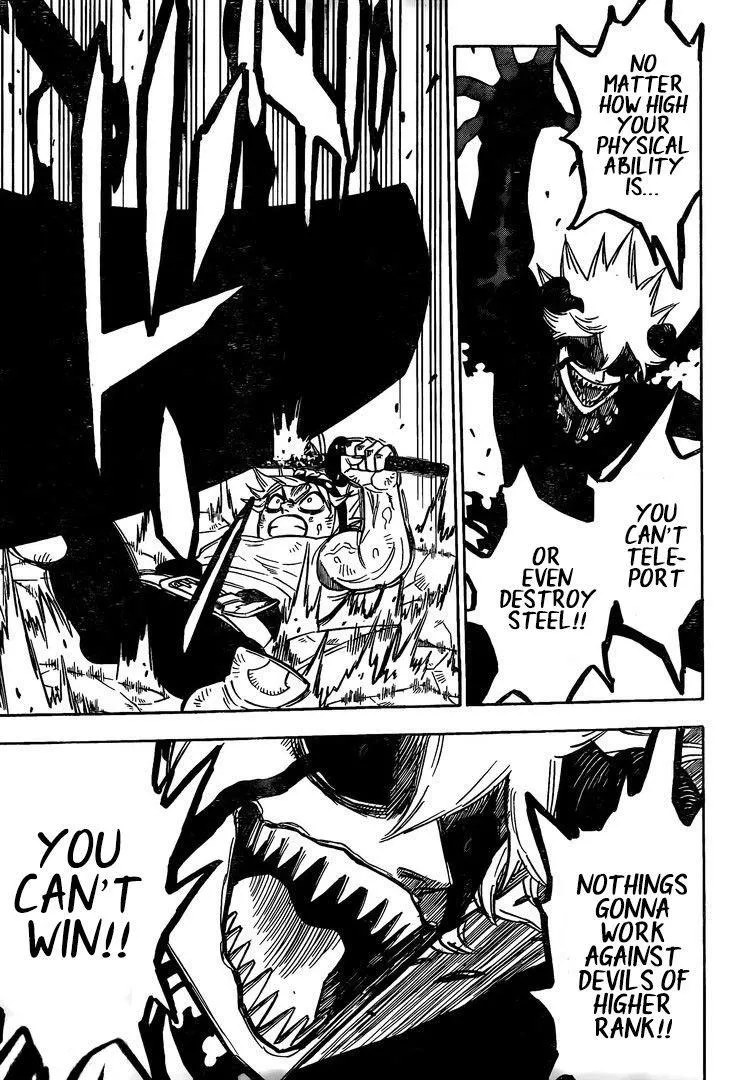 NO
MATTER
HOW HIGH
YOUR
PHYSICAL
ABILITY
IS...
YOU
CAN'T
TELE-
PORT
OR
EVEN
DESTROY
STEEL!!
NOTHINGS
GONNA
WORK
AGAINST
DEVILS OF
HIGHER
RANK!!
YOU
CAN'T
WIN!!